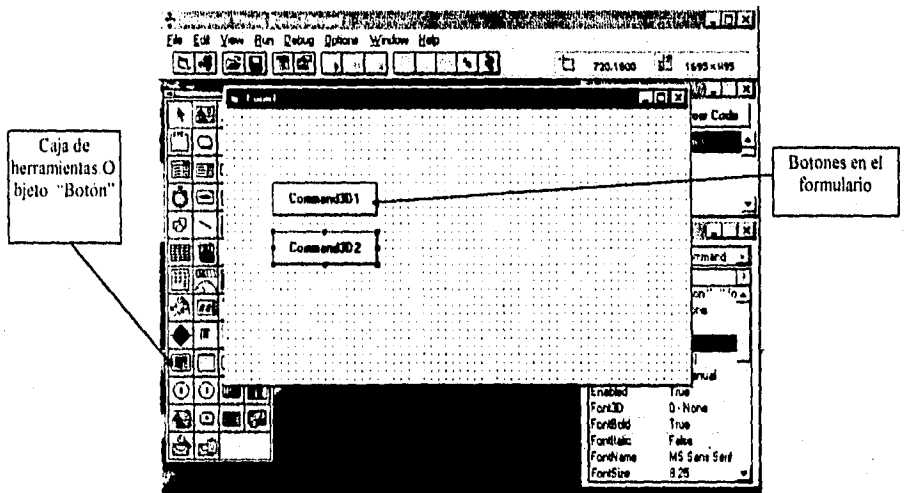 File Edit View Run Debug Options Window Help
720,1800
1695 x 495
Form1
Caja de
herramientas.O
bjeto "Botón"
Botones en el
formulario
Command3D1
Command3D2
Code
Enabled True
Font3D 0 - None
FontBold True
FontItalic False
FontName MS Sans Serif
FontSize 8.25